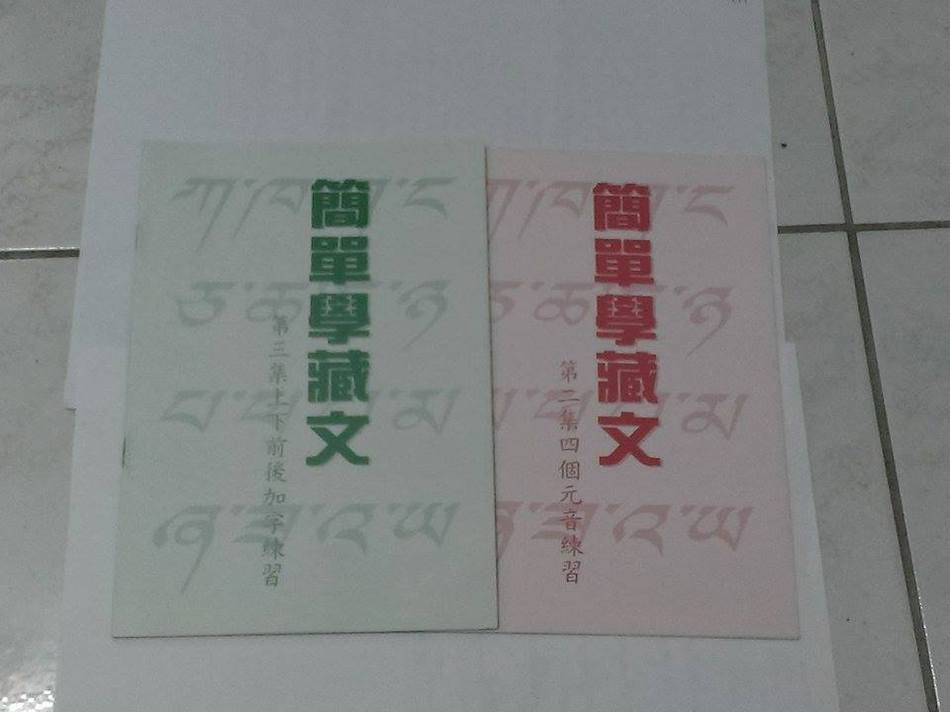 簡單學藏文
第三集上下前後加字練習
ཀ་ཁ་ག་ང
ཅ་ཆ་ཇ་ཉ
པ་ཕ་བ་མ
ཞ་ཟ་འ་ཡ
簡單學藏文
第二集四個元音練習
ཀ་ཁ་ག་ང
ཅ་ཆ་ཇ་ཉ
པ་ཕ་བ་མ
ཞ་ཟ་འ་ཡ